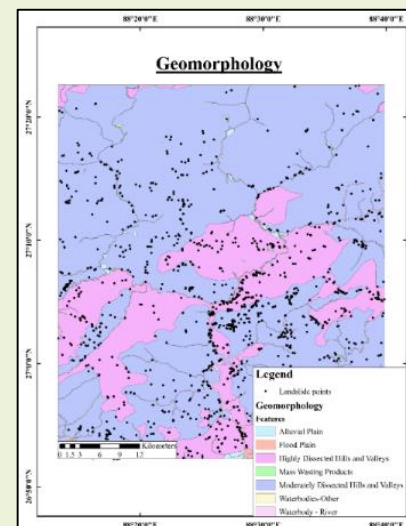 88°20'0"E 88°30'0"E 88°40'0"E
Geomorphology
27°20'0"N
27°10'0"N
27°0'0"N
26°50'0"N
Legend
Landslide points
Geomorphology
Features
Alluvial Plain
Flood Plain
Highly Dissected Hills and Valleys
Mass Wasting Products
Moderately Dissected Hills and Valleys
Waterbodies-Other
Waterbody - River
Kilometers
0 1.5 3 6 9 12
88°20'0"E 88°30'0"E 88°40'0"E